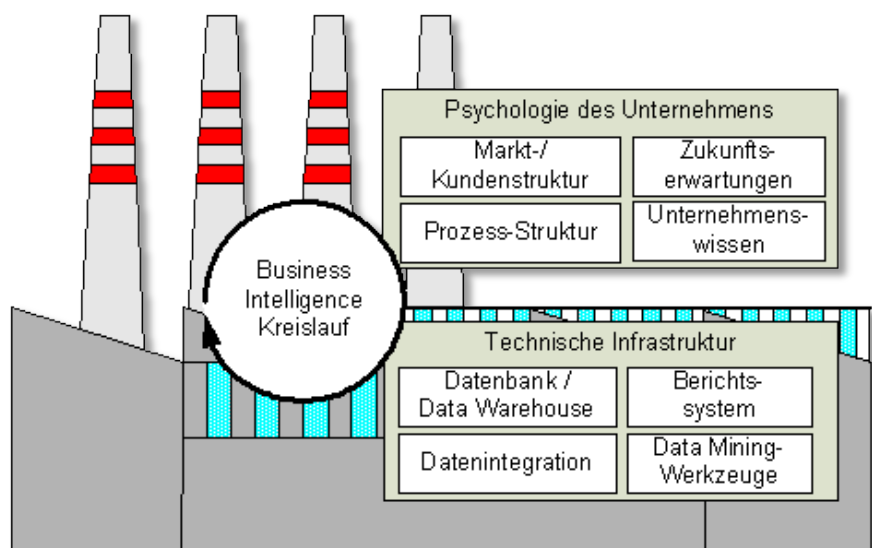 Psychologie des Unternehmens
Markt-/
Kundenstruktur
Zukunfts-
erwartungen
Prozess-Struktur
Unternehmens-
wissen
Business
Intelligence
Kreislauf
Technische Infrastruktur
Datenbank /
Data Warehouse
Berichts-
system
Datenintegration
Data Mining-
Werkzeuge